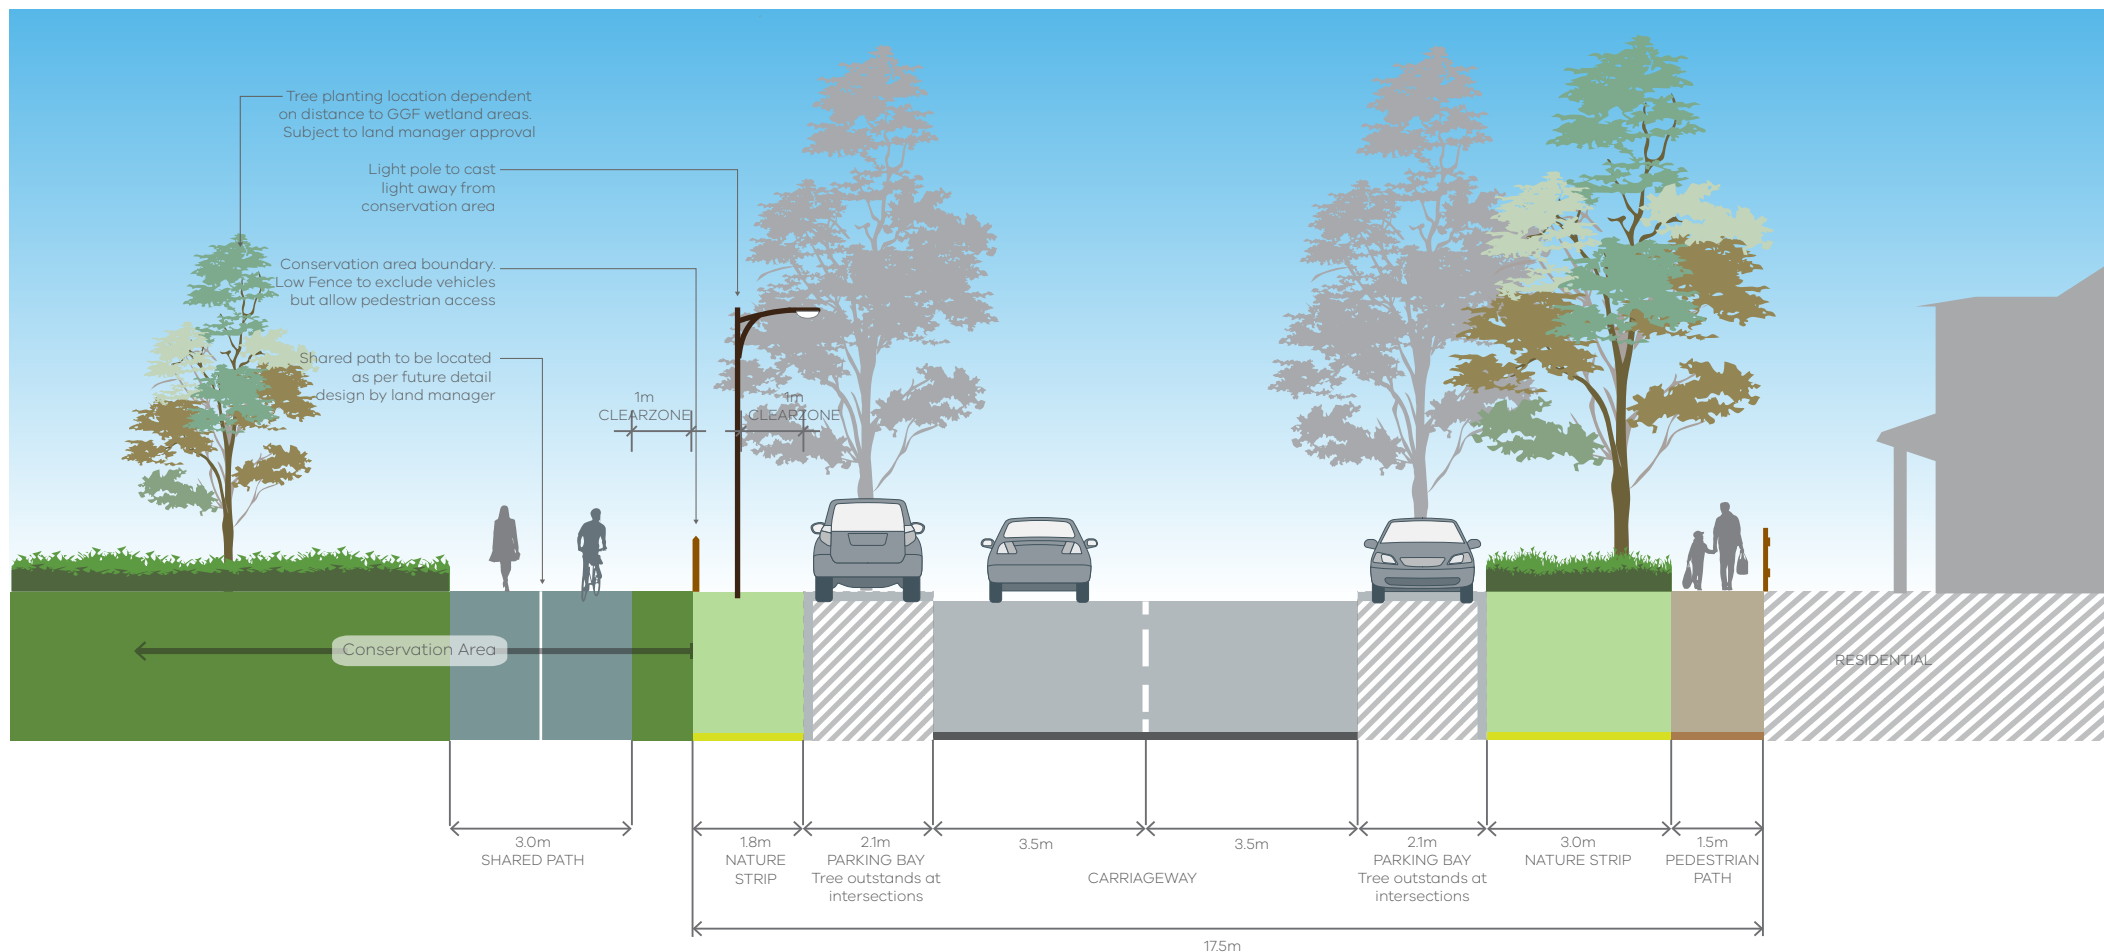 Tree planting location dependent
on distance to GGF wetland areas.
Subject to land manager approval
Light pole to cast
light away from
conservation area
Conservation area boundary.
Low Fence to exclude vehicles
but allow pedestrian access
Shared path to be located
as per future detail
design by land manager
1m
CLEARZONE
1m
CLEARZONE
Conservation Area
RESIDENTIAL
3.0m
SHARED PATH
1.8m
NATURE
STRIP
2.1m
PARKING BAY
Tree outstands at
intersections
3.5m
3.5m
CARRIAGEWAY
2.1m
PARKING BAY
Tree outstands at
intersections
3.0m
NATURE STRIP
1.5m
PEDESTRIAN
PATH
17.5m